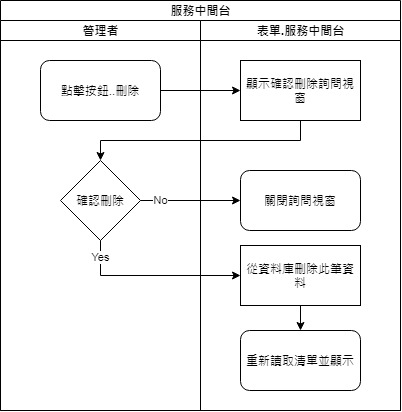 服務中間台
管理者
表單.服務中間台
點擊按鈕..刪除
顯示確認刪除詢問視
窗
確認刪除
No
關閉詢問視窗
Yes
從資料庫刪除此筆資
料
重新讀取清單並顯示